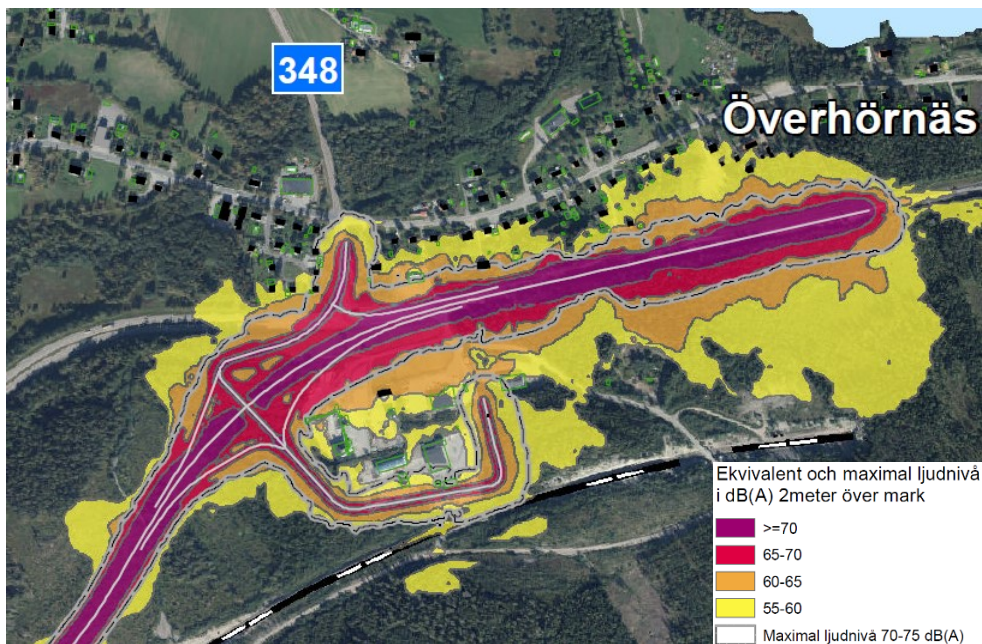 348
Överhörnäs
Ekvivalent och maximal ljudnivå
i dB(A) 2meter över mark
>=70
65-70
60-65
55-60
Maximal ljudnivå 70-75 dB(A)